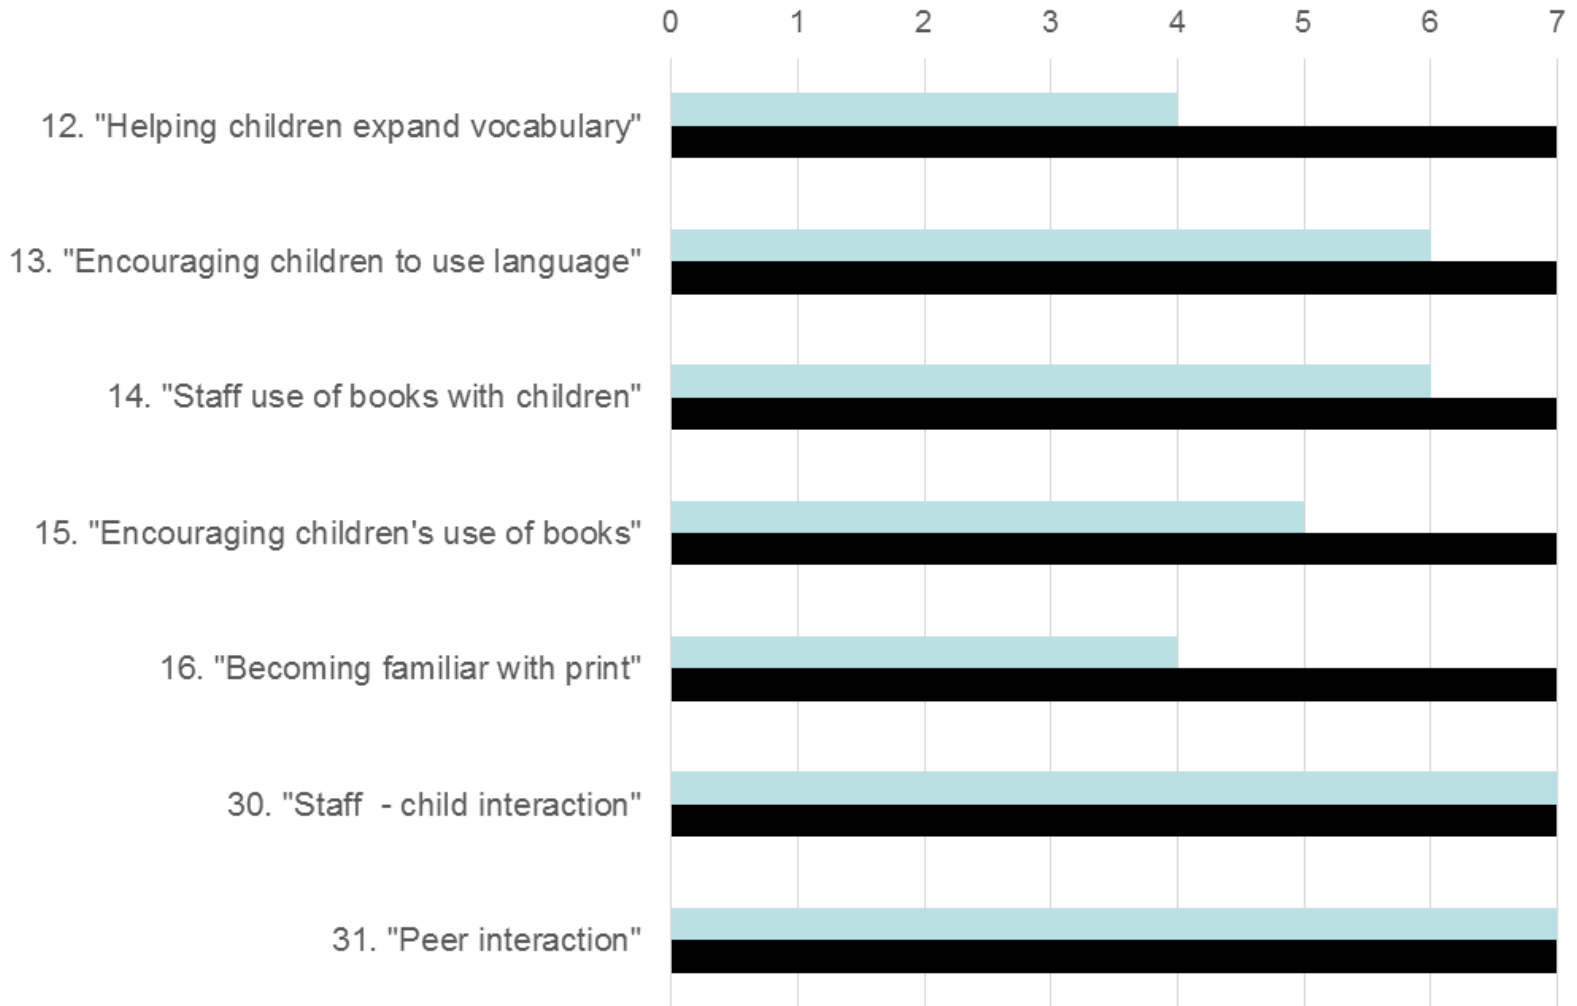 0 1 2 3 4 5 6 7
12. "Helping children expand vocabulary"
13. "Encouraging children to use language"
14. "Staff use of books with children"
15. "Encouraging children's use of books"
16. "Becoming familiar with print"
30. "Staff  - child interaction"
31. "Peer interaction"